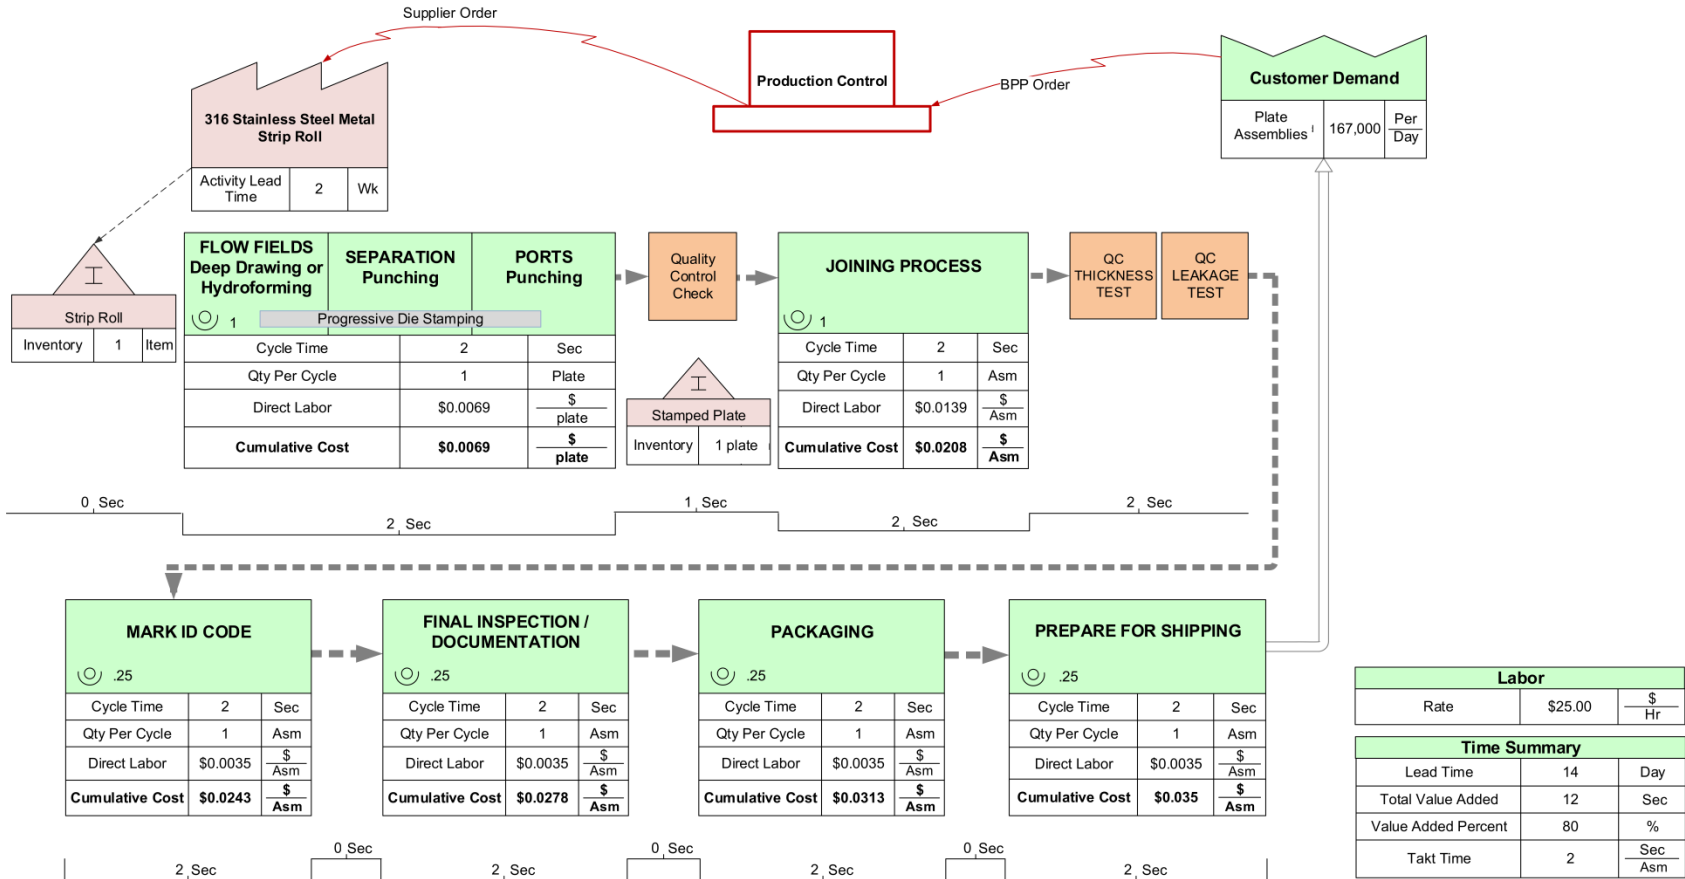 Supplier Order
Production Control
BPP Order
Customer Demand
Plate Assemblies 167,000 Per Day
316 Stainless Steel Metal
Strip Roll
Activity Lead Time 2 Wk
I
Strip Roll
Inventory 1 Item
FLOW FIELDS
Deep Drawing or
Hydroforming
SEPARATION
Punching
PORTS
Punching
1
Progressive Die Stamping
Cycle Time 2 Sec
Qty Per Cycle 1 Plate
Direct Labor $0.0069 $ plate
Cumulative Cost $0.0069 $ plate
Quality
Control
Check
I
Stamped Plate
Inventory 1 plate
JOINING PROCESS
1
Cycle Time 2 Sec
Qty Per Cycle 1 Asm
Direct Labor $0.0139 $ Asm
Cumulative Cost $0.0208 $ Asm
QC
THICKNESS
TEST
QC
LEAKAGE
TEST
0 Sec
2 Sec
1 Sec
2 Sec
2 Sec
MARK ID CODE
.25
Cycle Time 2 Sec
Qty Per Cycle 1 Asm
Direct Labor $0.0035 $ Asm
Cumulative Cost $0.0243 $ Asm
FINAL INSPECTION /
DOCUMENTATION
.25
Cycle Time 2 Sec
Qty Per Cycle 1 Asm
Direct Labor $0.0035 $ Asm
Cumulative Cost $0.0278 $ Asm
PACKAGING
.25
Cycle Time 2 Sec
Qty Per Cycle 1 Asm
Direct Labor $0.0035 $ Asm
Cumulative Cost $0.0313 $ Asm
PREPARE FOR SHIPPING
.25
Cycle Time 2 Sec
Qty Per Cycle 1 Asm
Direct Labor $0.0035 $ Asm
Cumulative Cost $0.035 $ Asm
2 Sec
0 Sec
2 Sec
0 Sec
2 Sec
0 Sec
2 Sec
Labor
Rate $25.00 $ Hr
Time Summary
Lead Time 14 Day
Total Value Added 12 Sec
Value Added Percent 80 %
Takt Time 2 Sec Asm